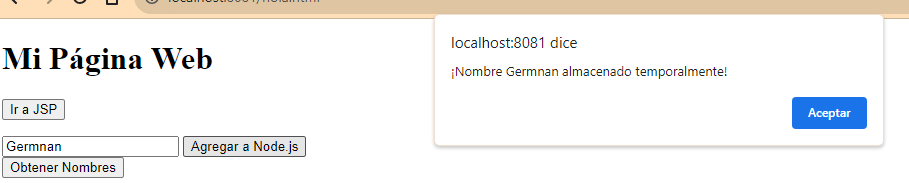 localhost:8081 dice
¡Nombre Germnan almacenado temporalmente!
Aceptar
Mi Página Web
Ir a JSP
Germnan Agregar a Node.js
Obtener Nombres